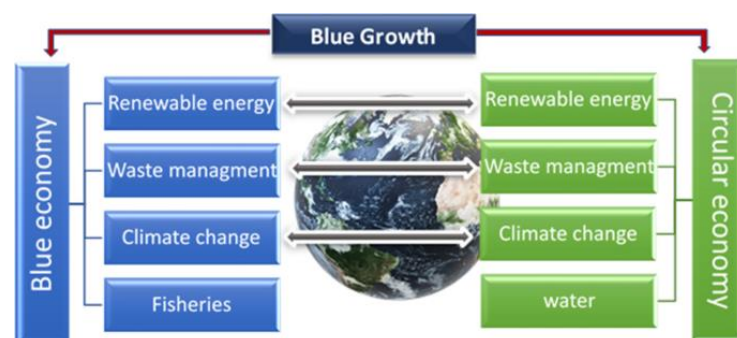 Blue Growth
Blue economy
Renewable energy
Waste managment
Climate change
Fisheries
Renewable energy
Waste managment
Climate change
water
Circular economy